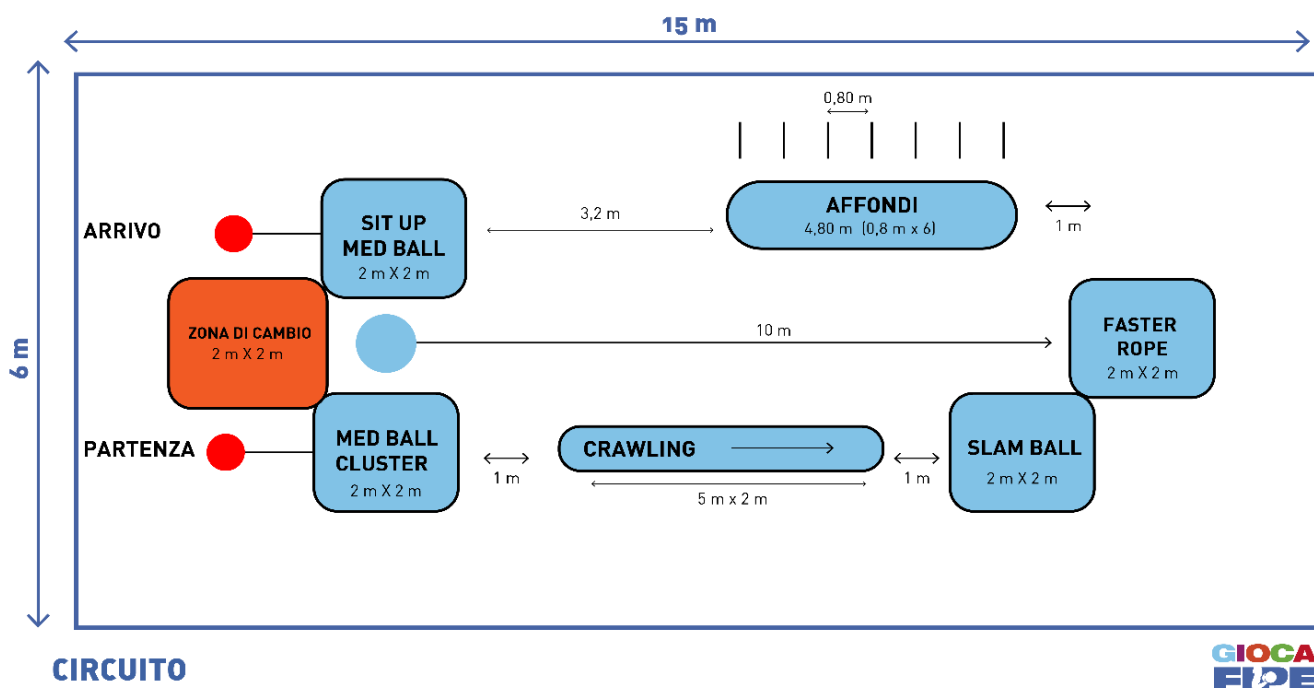 15 m
6 m
0,80 m
ARRIVO
SIT UP
MED BALL
2 m X 2 m
3,2 m
AFFONDI
4,80 m (0,8 m x 6)
1 m
ZONA DI CAMBIO
2 m X 2 m
10 m
FASTER
ROPE
2 m X 2 m
PARTENZA
MED BALL
CLUSTER
2 m X 2 m
1 m
CRAWLING
5 m x 2 m
1 m
SLAM BALL
2 m X 2 m
CIRCUITO
GIOCA
FIPE